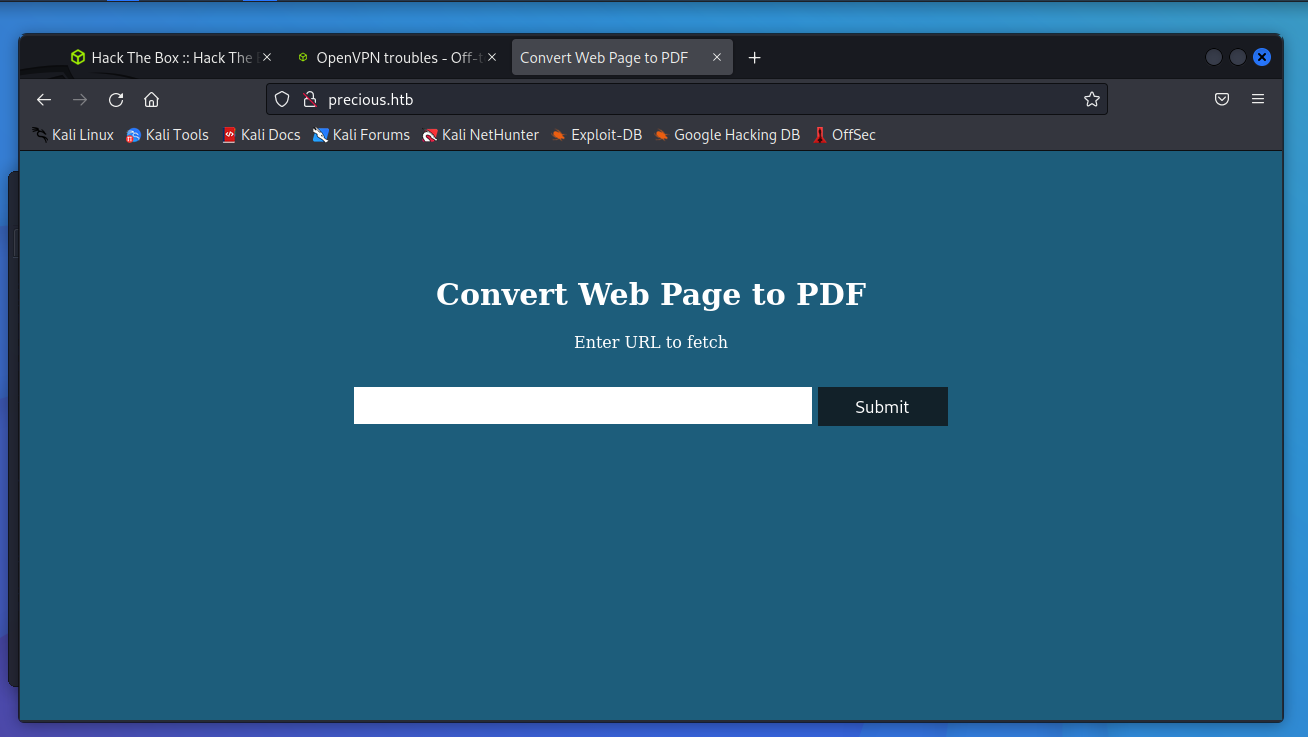 Hack The Box :: Hack The OpenVPN troubles - Off-t Convert Web Page to PDF
precious.htb
Kali Linux Kali Tools Kali Docs Kali Forums Kali NetHunter Exploit-DB Google Hacking DB OffSec
Convert Web Page to PDF
Enter URL to fetch
Submit